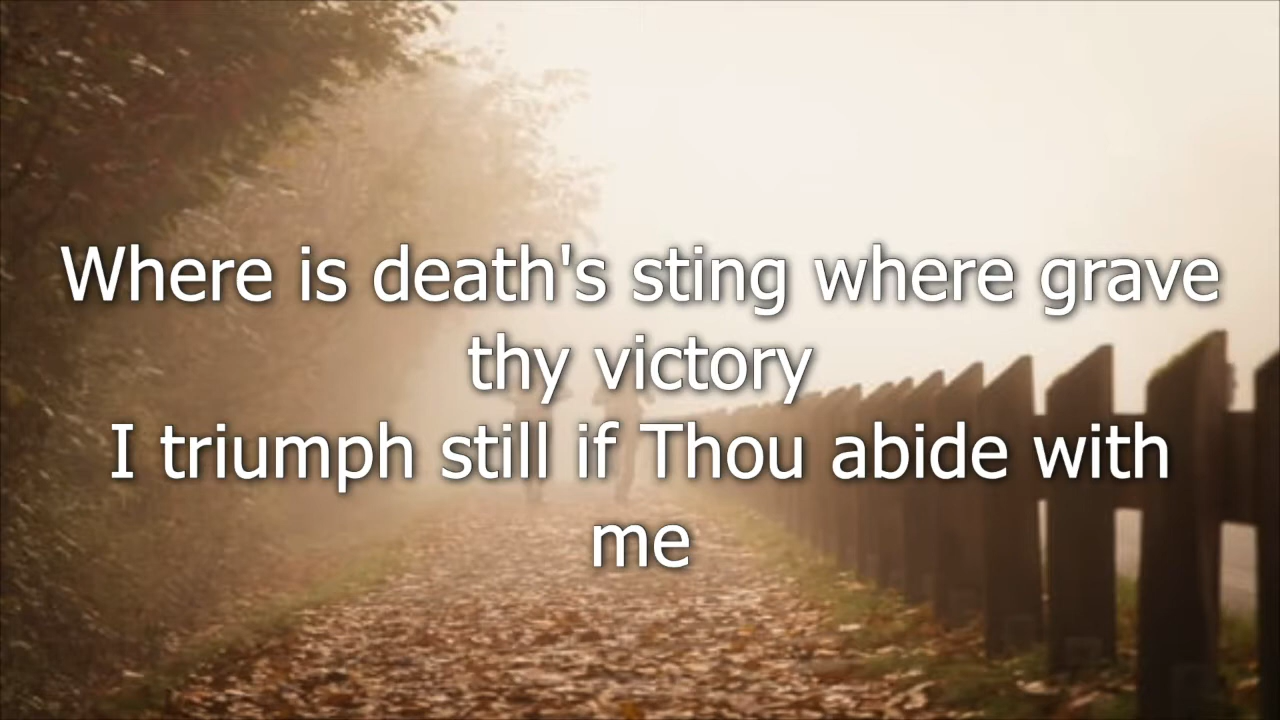 Where is death's sting where grave
thy victory
I triumph still if Thou abide with
me